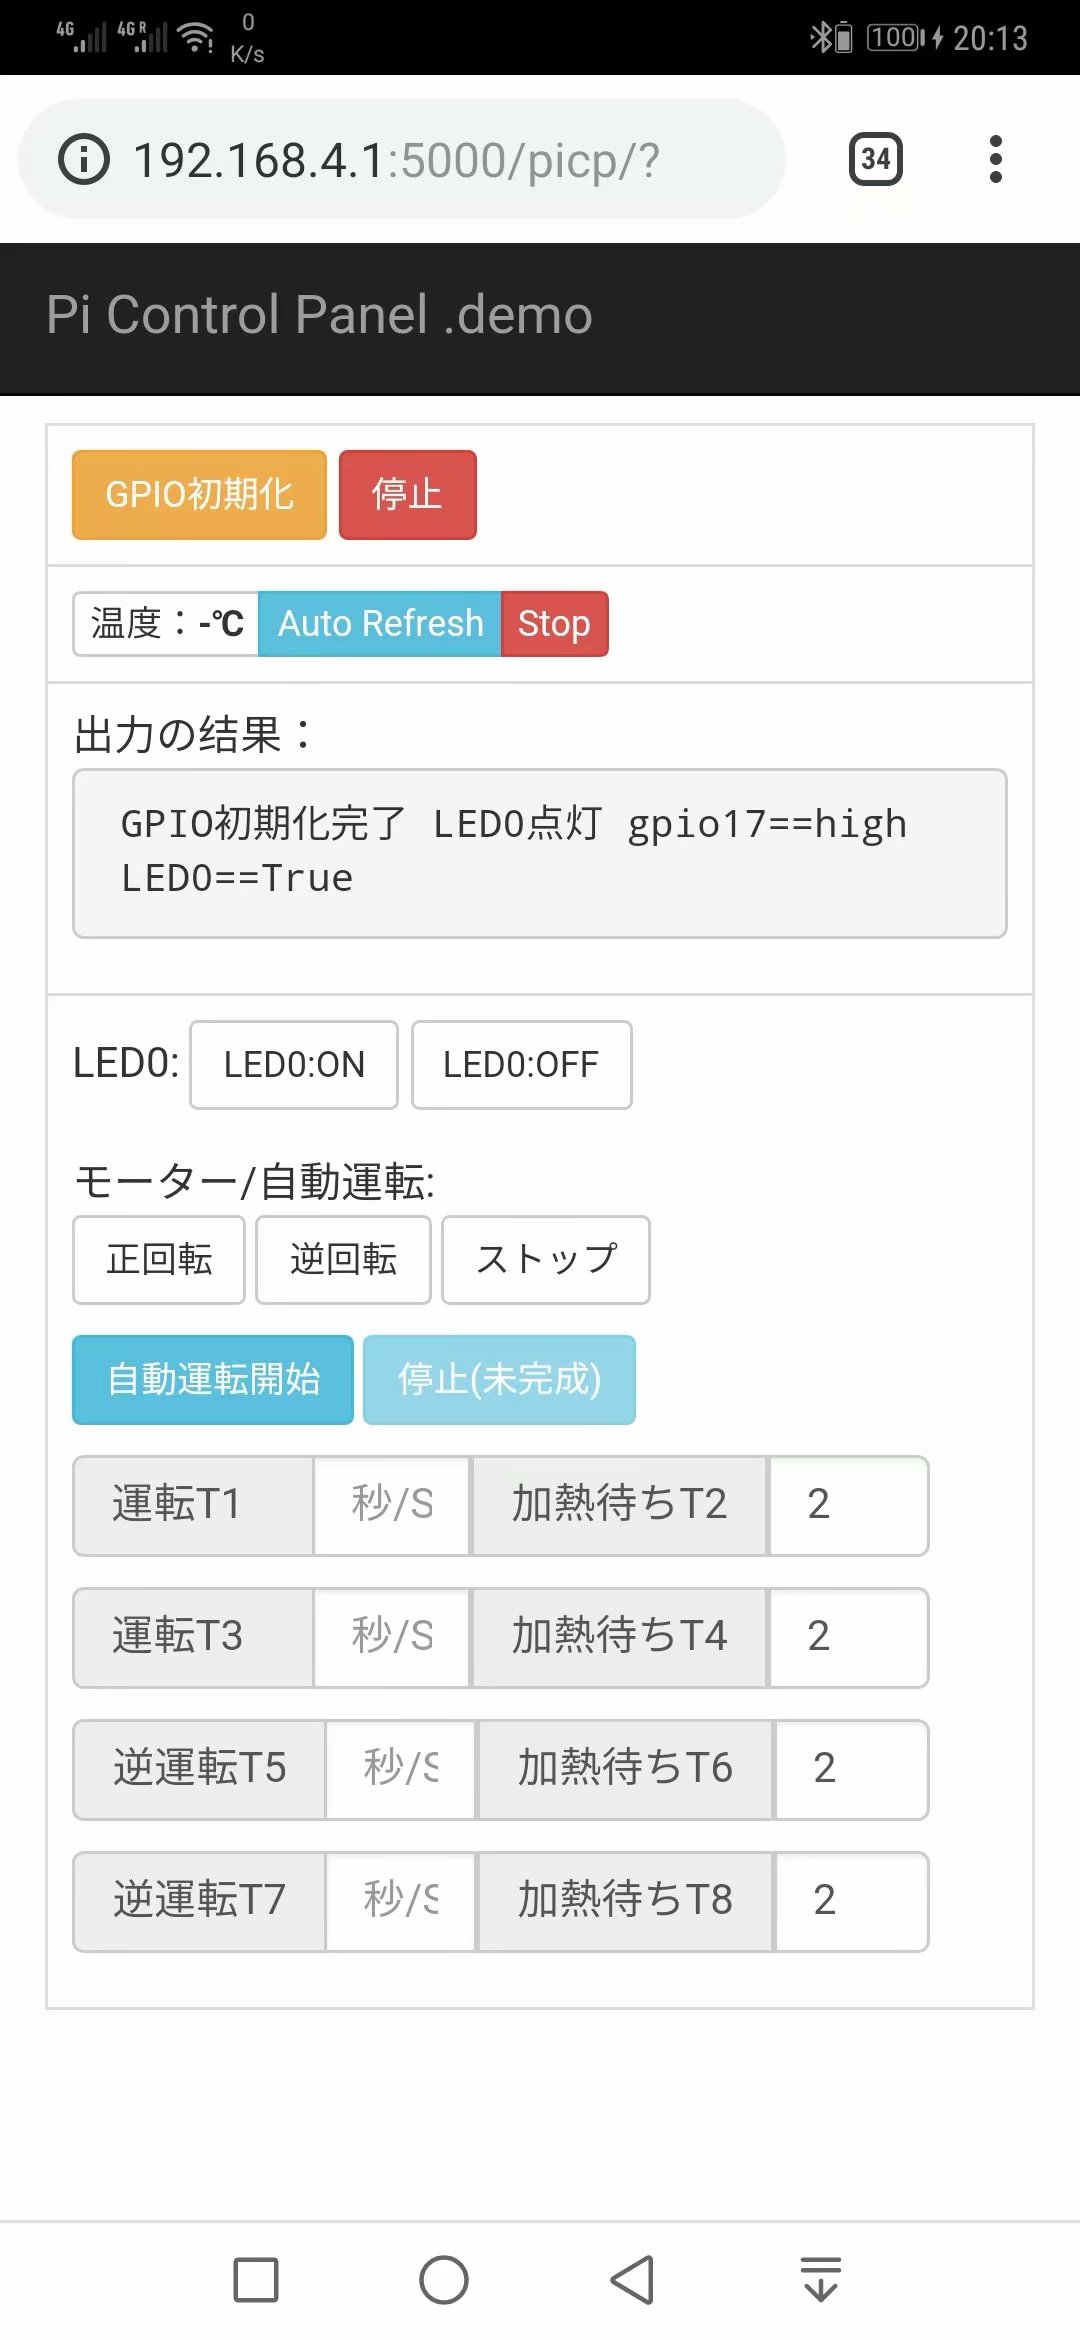 4G 4G R 0 K/s 100 20:13
192.168.4.1:5000/picp/? 34
Pi Control Panel .demo
GPIO初期化 停止
温度：-℃ Auto Refresh Stop
出力の結果：
GPIO初期化完了 LED0点灯 gpio17==high
LED0==True
LED0: LED0:ON LED0:OFF
モーター/自動運転:
正回転 逆回転 ストップ
自動運転開始 停止(未完成)
運転T1 秒/S 加熱待ちT2 2
運転T3 秒/S 加熱待ちT4 2
逆運転T5 秒/S 加熱待ちT6 2
逆運転T7 秒/S 加熱待ちT8 2